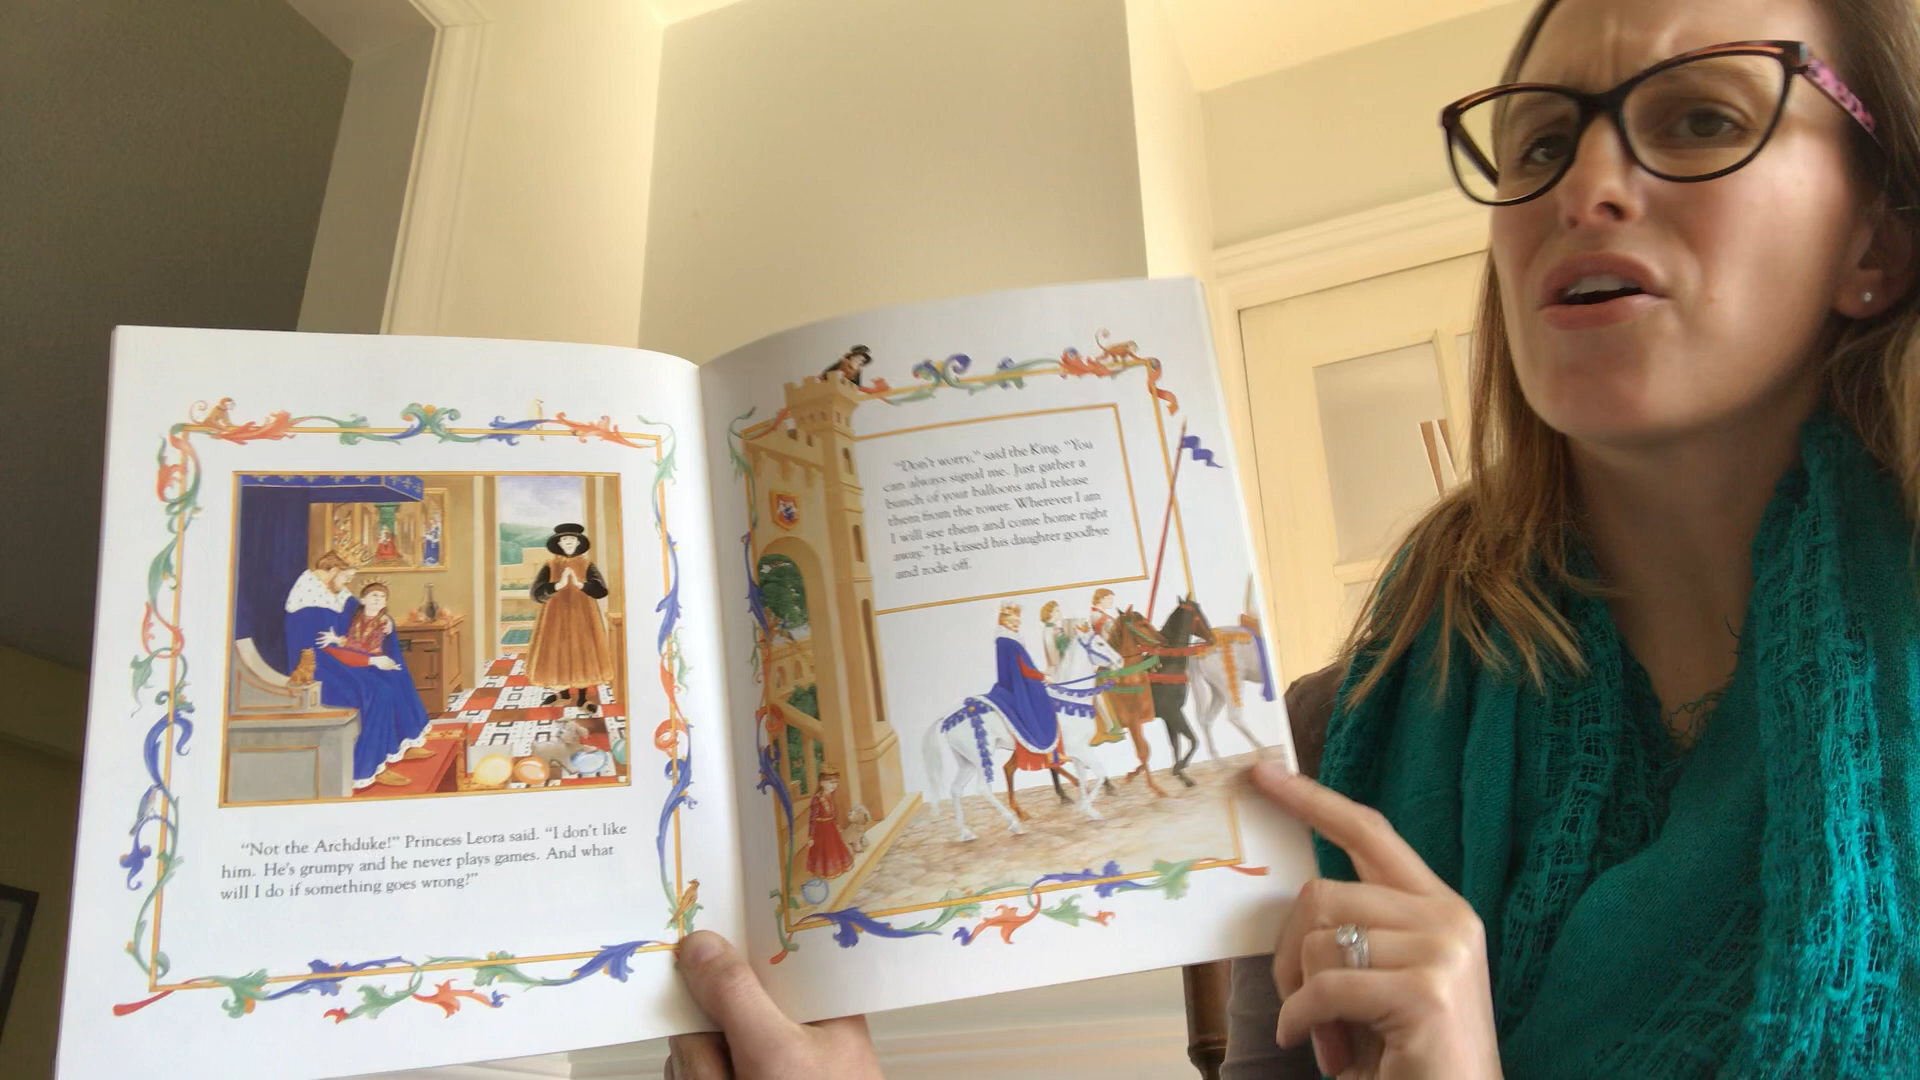 “Not the Archduke!” Princess Leora said. “I don’t like
him. He’s grumpy and he never plays games. And what
will I do if something goes wrong?”
“Don’t worry,” said the King. “You
can always signal me. Just gather a
bunch of your balloons and release
them from the tower. Wherever I am
I will see them and come home right
away.” He kissed his daughter goodbye
and rode off.